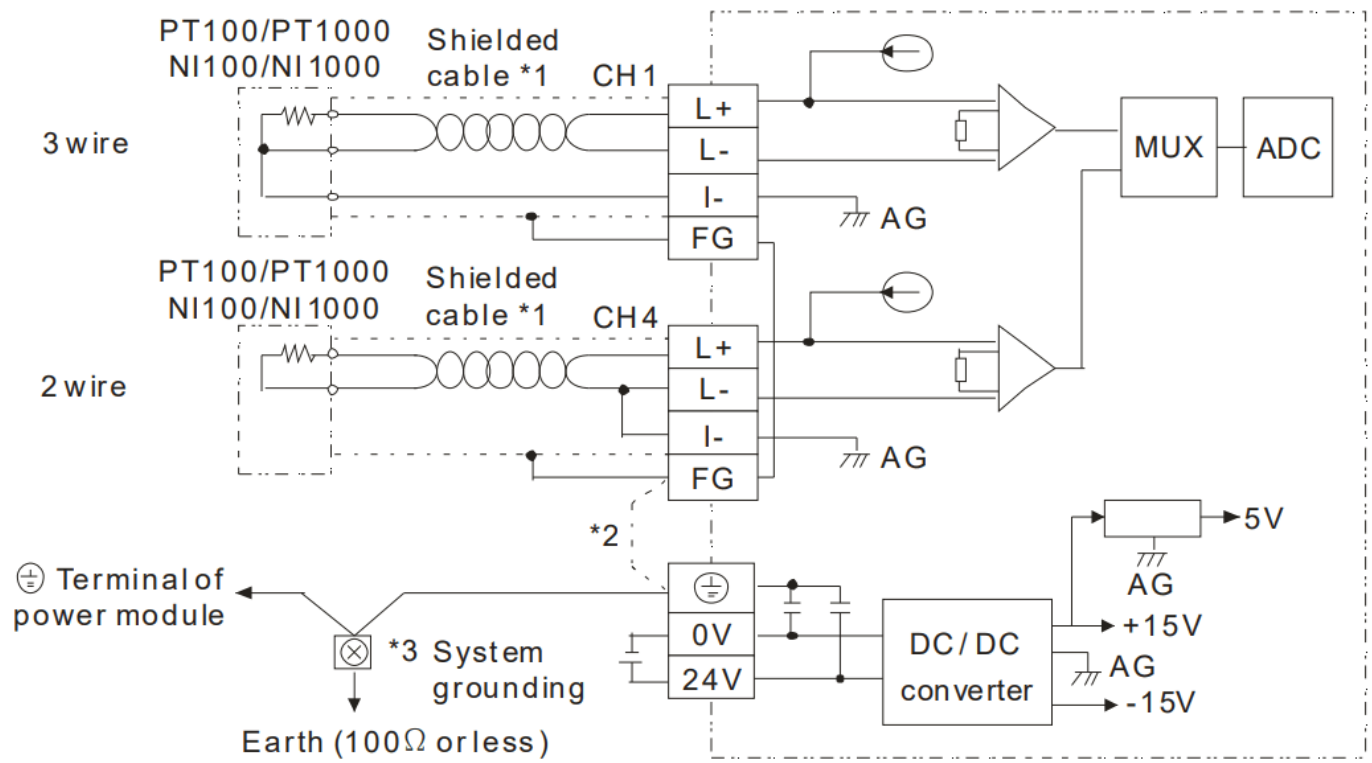 PT100/PT1000
NI100/NI1000
Shielded
cable *1
CH1
3 wire
L+
L-
I-
FG
AG
MUX
ADC
PT100/PT1000
NI100/NI1000
Shielded
cable *1
CH4
2 wire
L+
L-
I-
FG
AG
*2
5V
AG
Terminal of
power module
*3 System
grounding
Earth (100Ω or less)
0V
24V
DC/DC
converter
+15V
AG
-15V